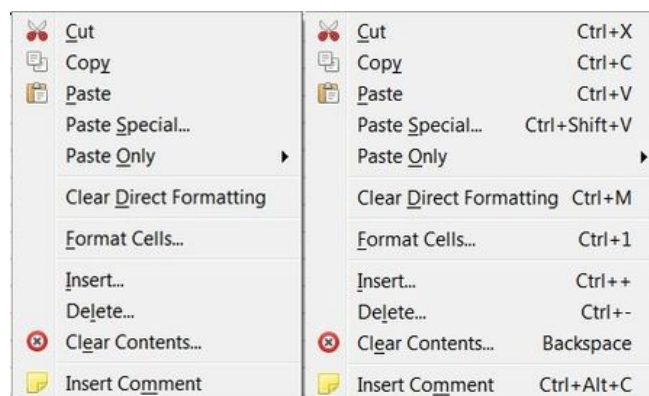 Cut
Copy
Paste
Paste Special...
Paste Only
Clear Direct Formatting
Format Cells...
Insert...
Delete...
Clear Contents...
Insert Comment
Cut Ctrl+X
Copy Ctrl+C
Paste Ctrl+V
Paste Special... Ctrl+Shift+V
Paste Only
Clear Direct Formatting Ctrl+M
Format Cells... Ctrl+1
Insert... Ctrl++
Delete... Ctrl+-
Clear Contents... Backspace
Insert Comment Ctrl+Alt+C